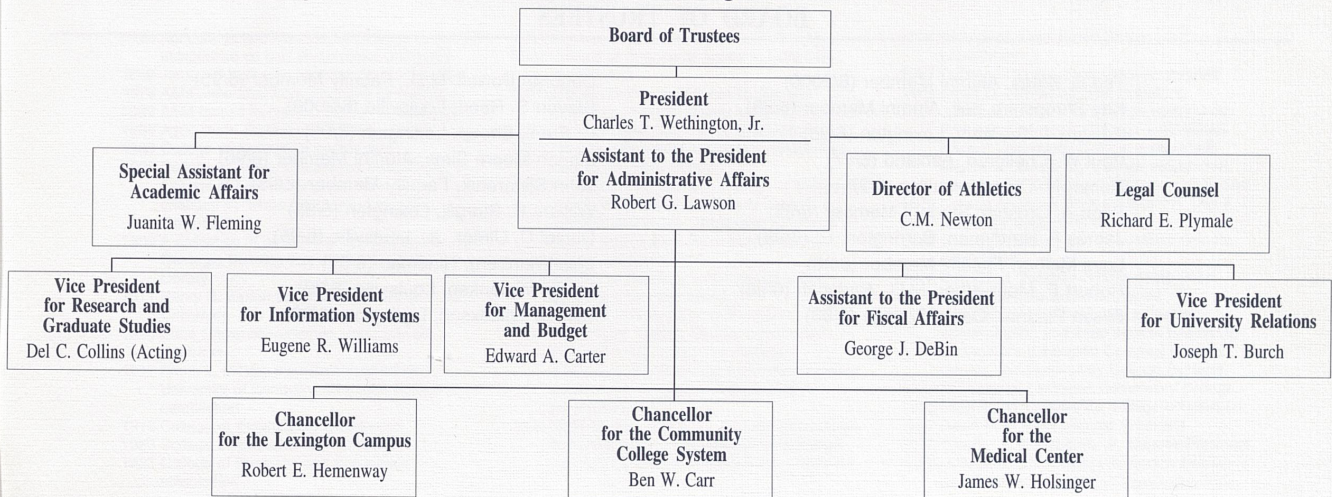 Board of Trustees
President
Charles T. Wethington, Jr.
Assistant to the President
for Administrative Affairs
Robert G. Lawson
Special Assistant for
Academic Affairs
Juanita W. Fleming
Director of Athletics
C.M. Newton
Legal Counsel
Richard E. Plymale
Vice President
for Research and
Graduate Studies
Del C. Collins (Acting)
Vice President
for Information Systems
Eugene R. Williams
Vice President
for Management
and Budget
Edward A. Carter
Assistant to the President
for Fiscal Affairs
George J. DeBin
Vice President
for University Relations
Joseph T. Burch
Chancellor
for the Lexington Campus
Robert E. Hemenway
Chancellor
for the Community
College System
Ben W. Carr
Chancellor
for the
Medical Center
James W. Holsinger